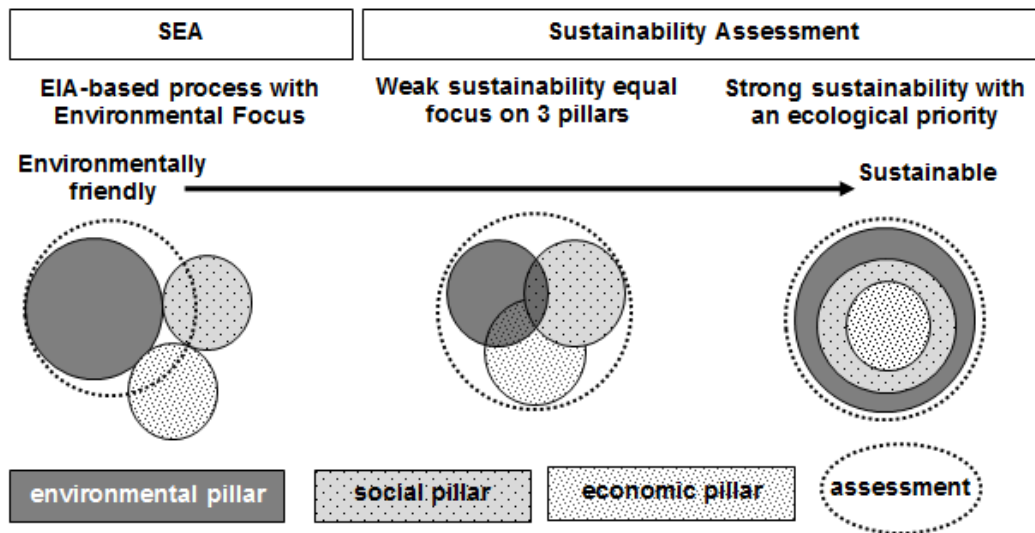 SEA
Sustainability Assessment
EIA-based process with
Environmental Focus
Weak sustainability equal
focus on 3 pillars
Strong sustainability with
an ecological priority
Environmentally
friendly
Sustainable
environmental pillar
social pillar
economic pillar
assessment